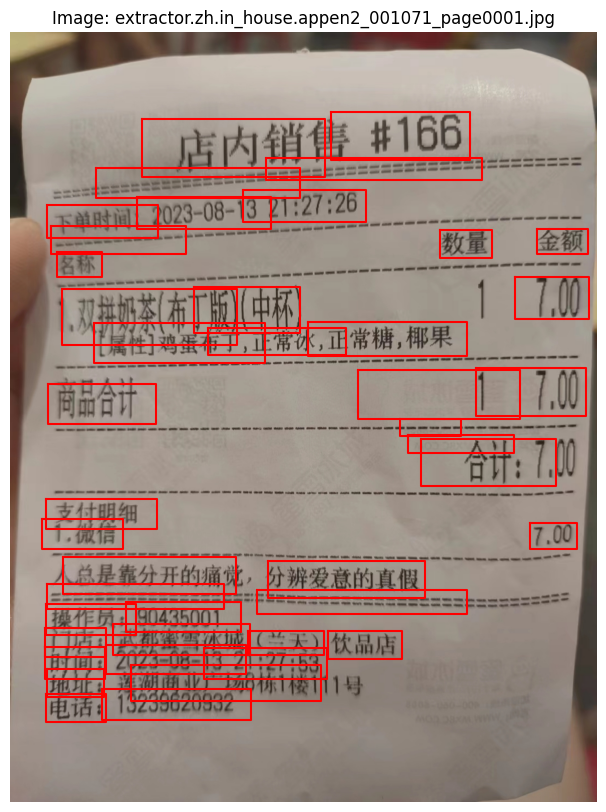 Image: extractor.zh.in_house.appen2_001071_page0001.jpg
店内销售 #166
下单时间: 2023-08-13 21:27:26
名称 数量 金额
1.双拼奶茶(布丁版)(中杯) 1 7.00
[属性]鸡蛋布丁,正常冰,正常糖,椰果
商品合计 1 7.00
合计: 7.00
支付明细
1.微信 7.00
人总是靠分开的痛觉, 分辨爱意的真假
操作员: 90435001
门店: 武都蜜雪冰城 (兰天) 饮品店
时间: 2023-08-13 21:27:53
地址: 莲湖商业广场0栋1楼111号
电话: 13239620932